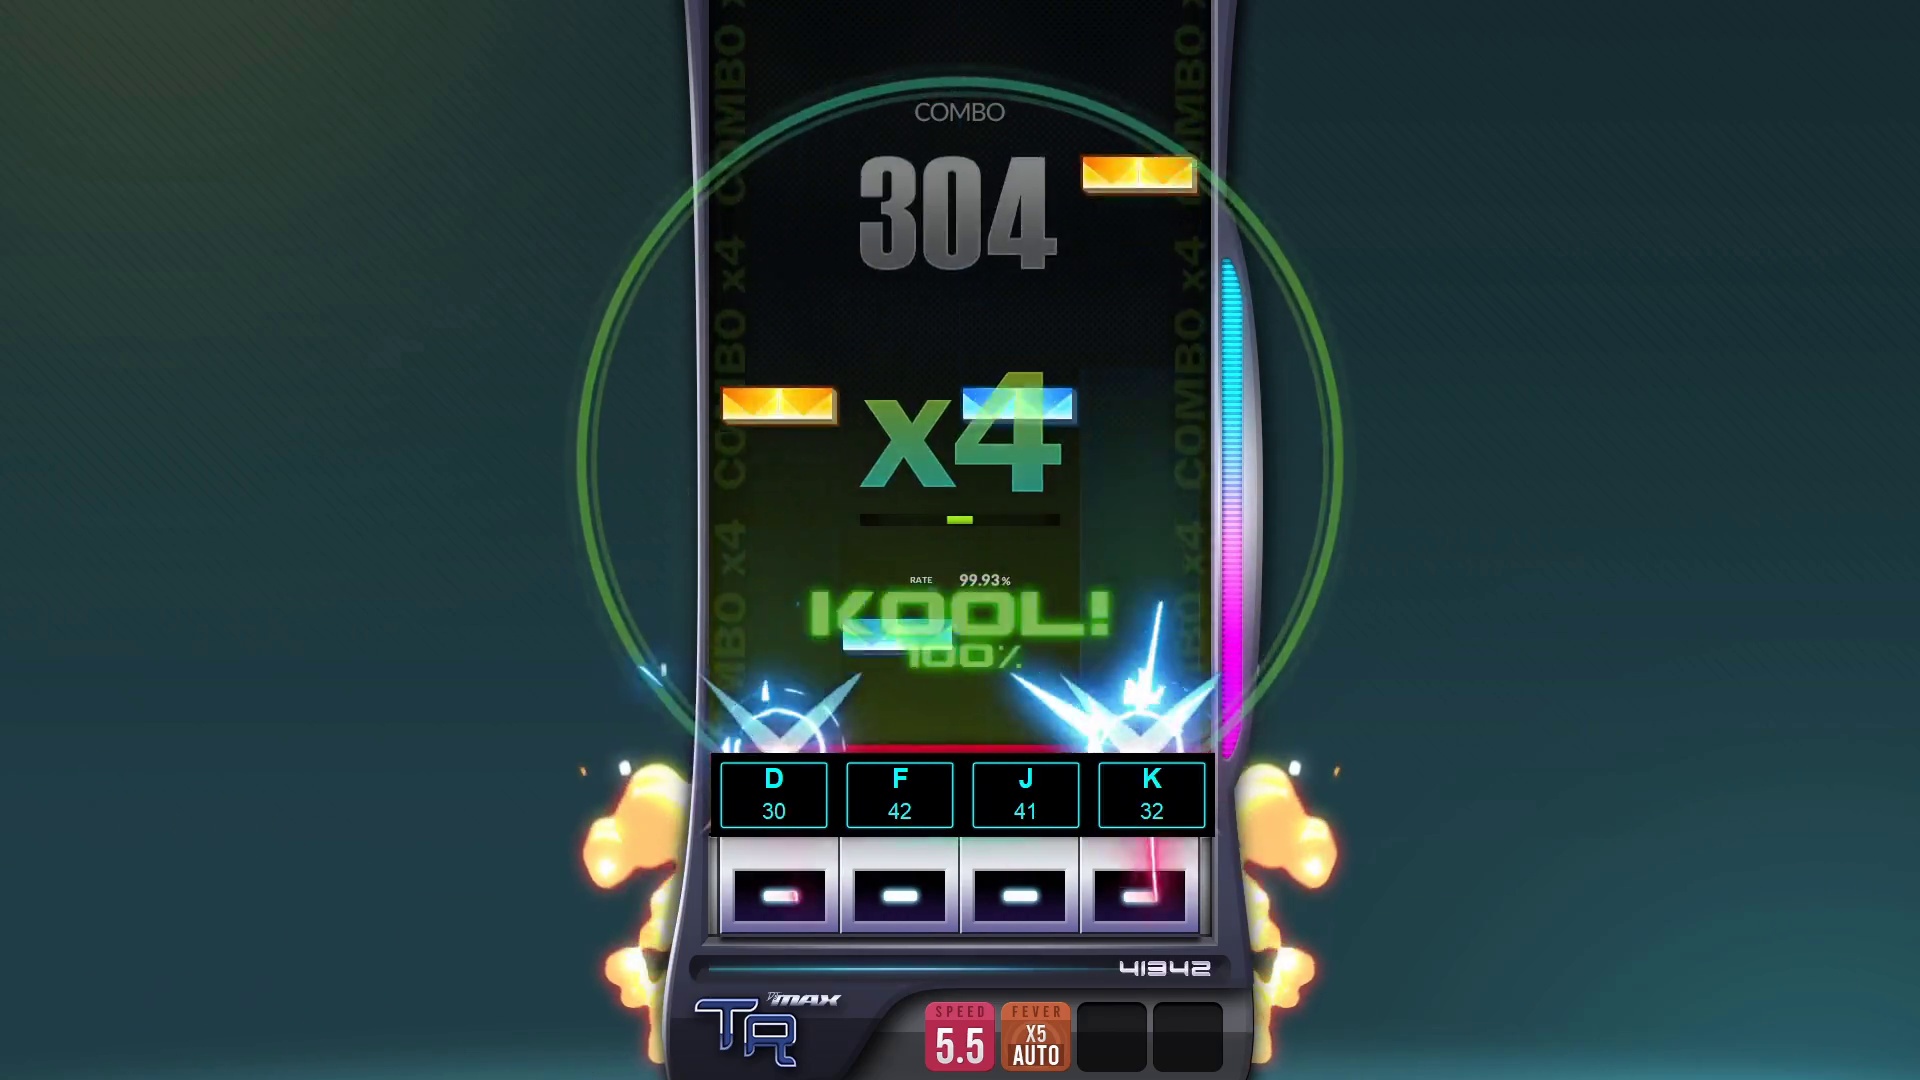 COMBO
304
x4
COMBO x4 COMBO x4 COMBO x4
COMBO x4 COMBO x4 COMBO x4
RATE 99.93%
KOOL!
100%
D F J K
30 42 41 32
41342
MAX
TR
SPEED
5.5
FEVER
X5
AUTO